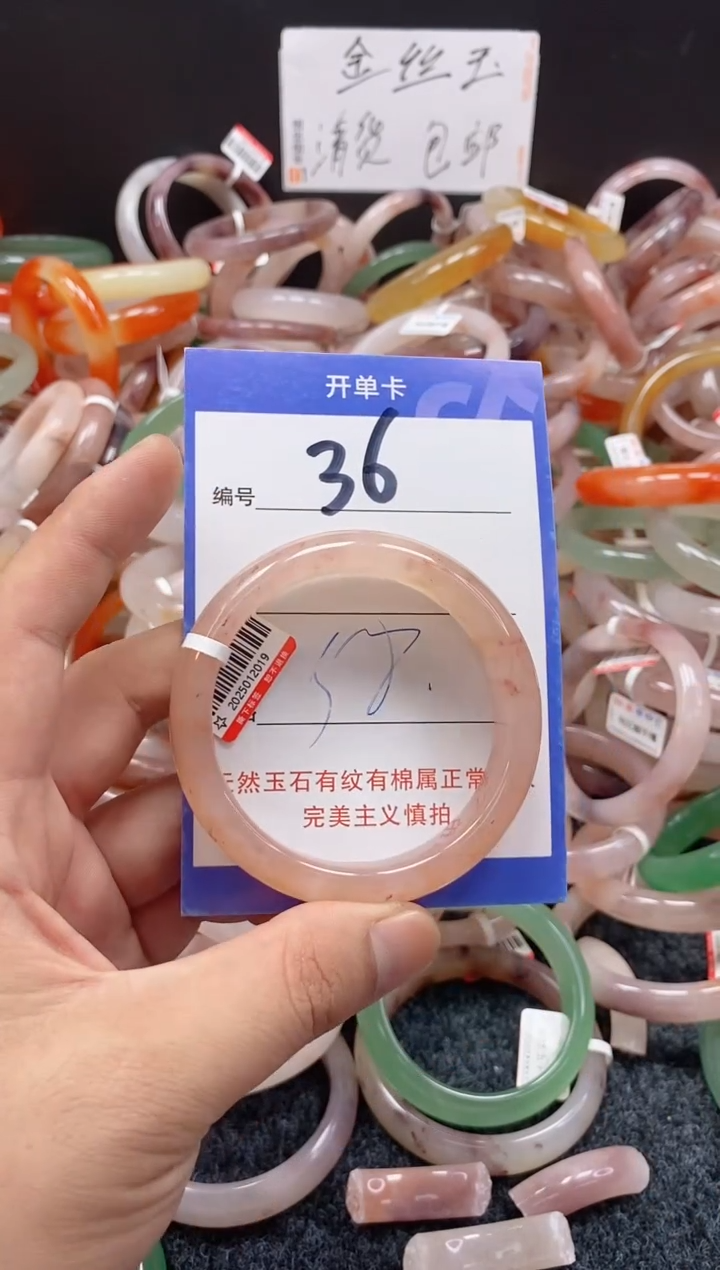 金丝玉
清货 包邮
开单卡
36
编号
2025012019
天然玉石有纹有棉属正常
完美主义慎拍